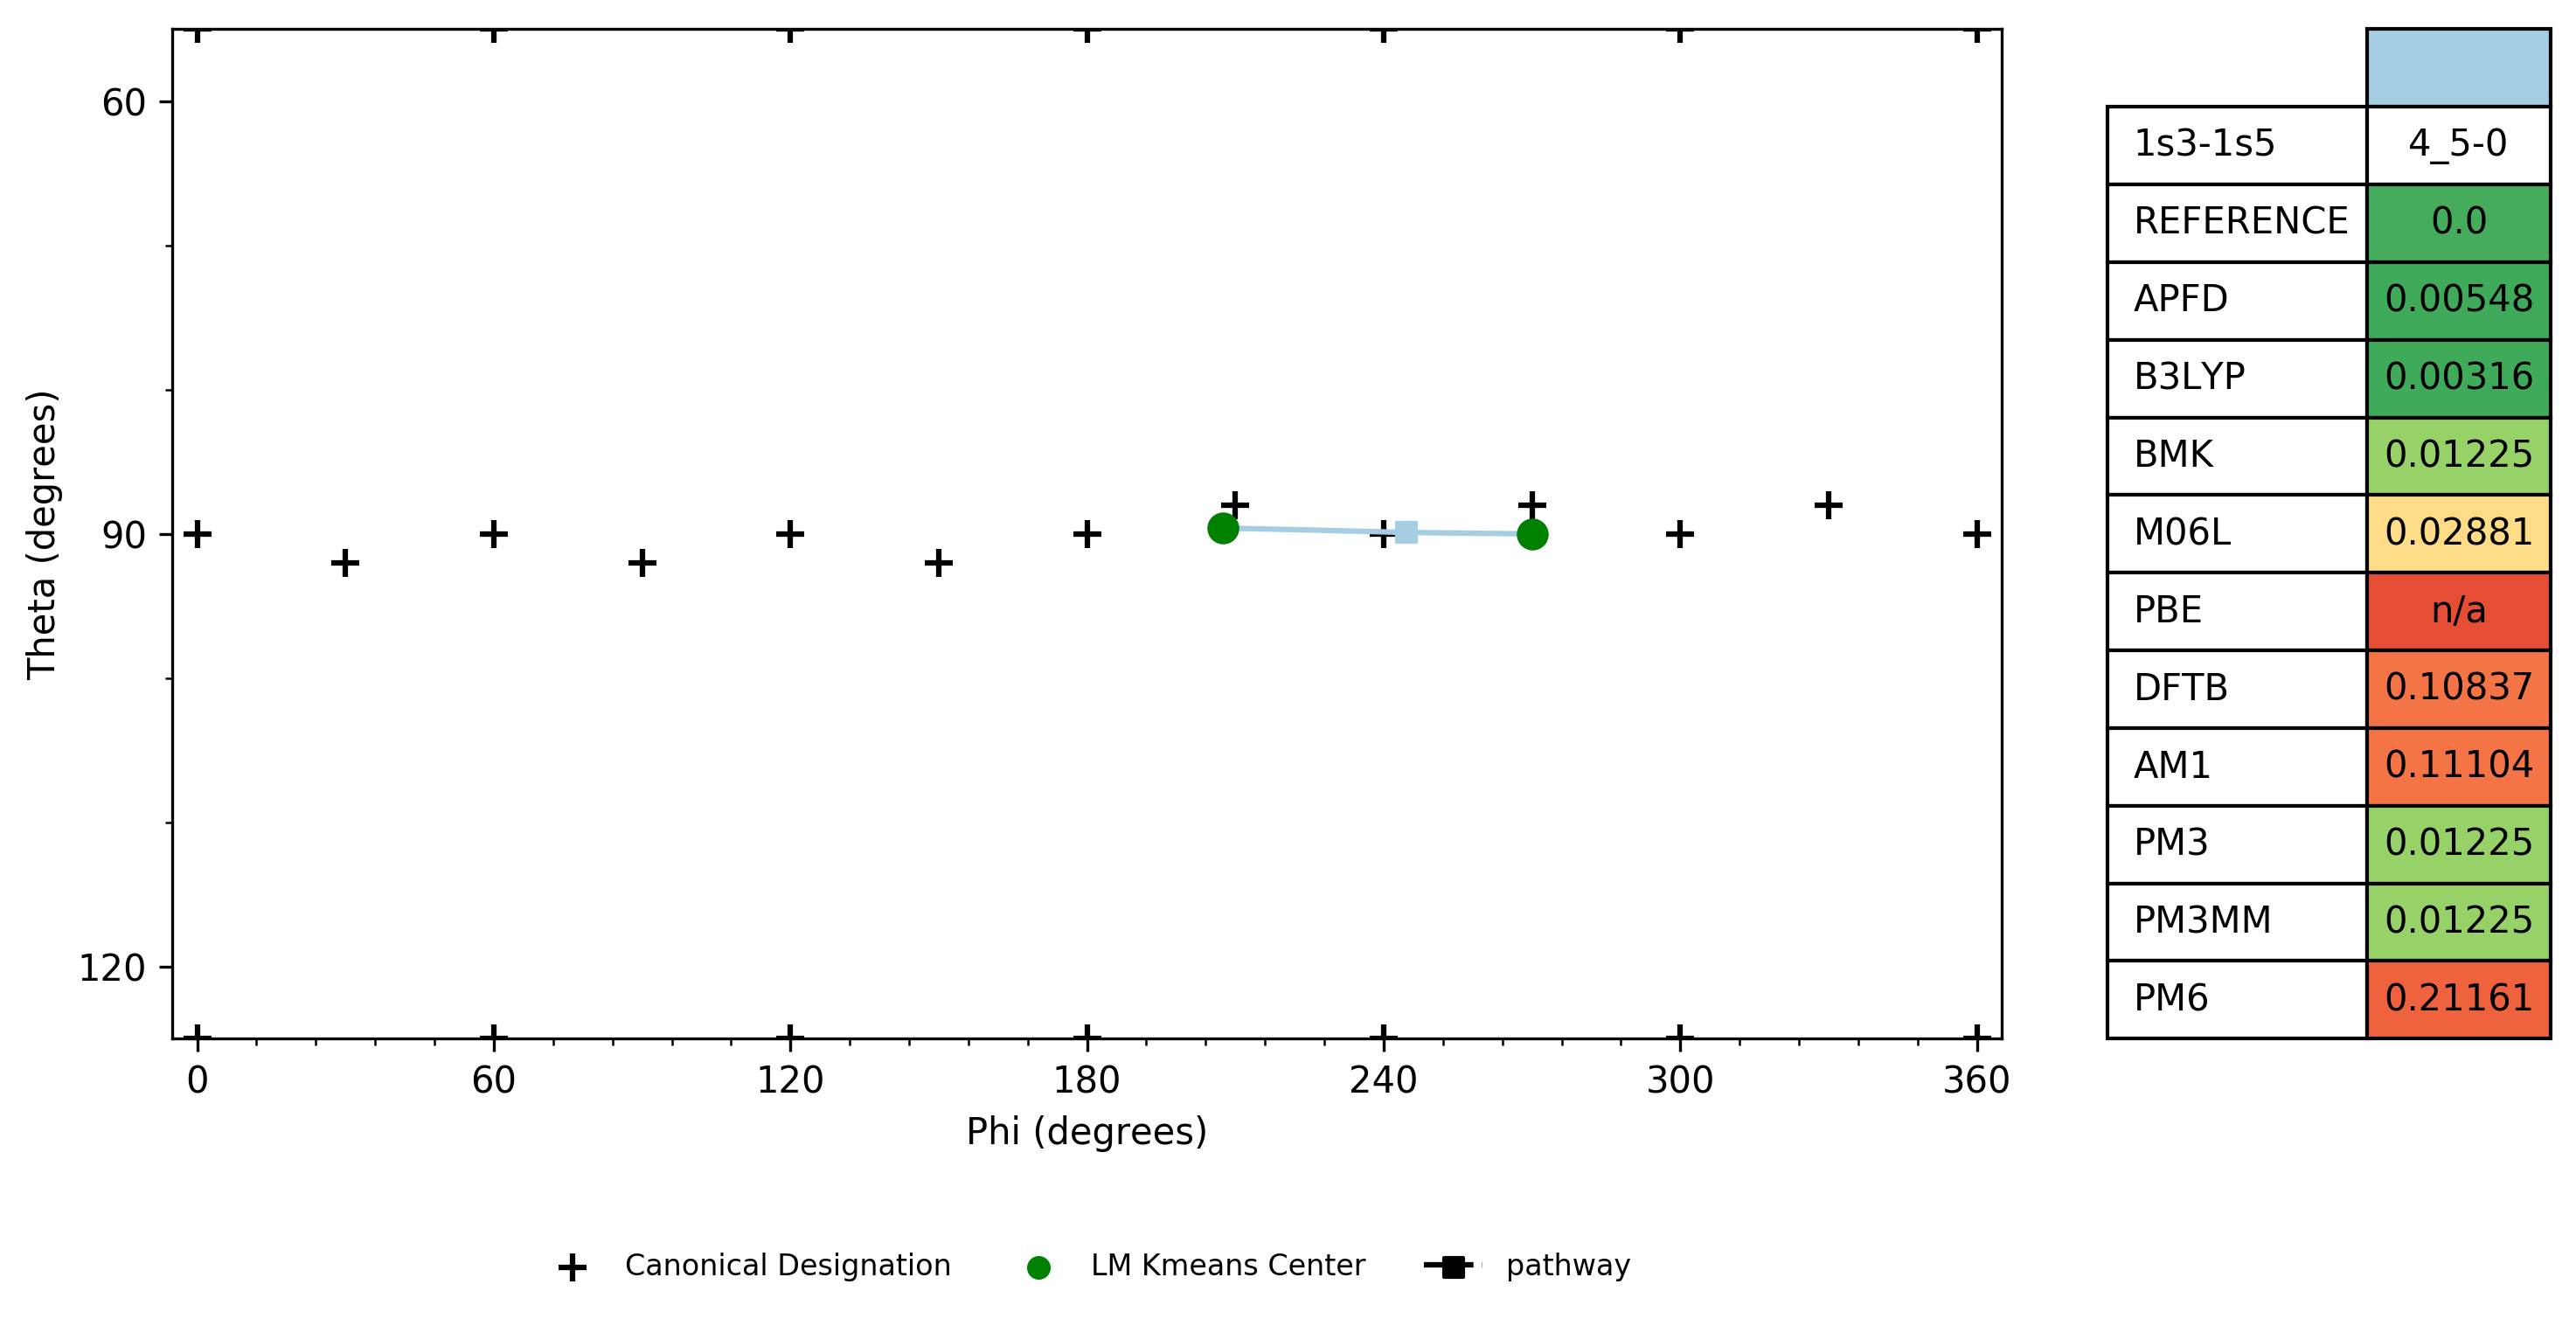 60
90
120
Theta (degrees)
0 60 120 180 240 300 360
Phi (degrees)
Canonical Designation LM Kmeans Center pathway
1s3-1s5 4_5-0
REFERENCE 0.0
APFD 0.00548
B3LYP 0.00316
BMK 0.01225
M06L 0.02881
PBE n/a
DFTB 0.10837
AM1 0.11104
PM3 0.01225
PM3MM 0.01225
PM6 0.21161